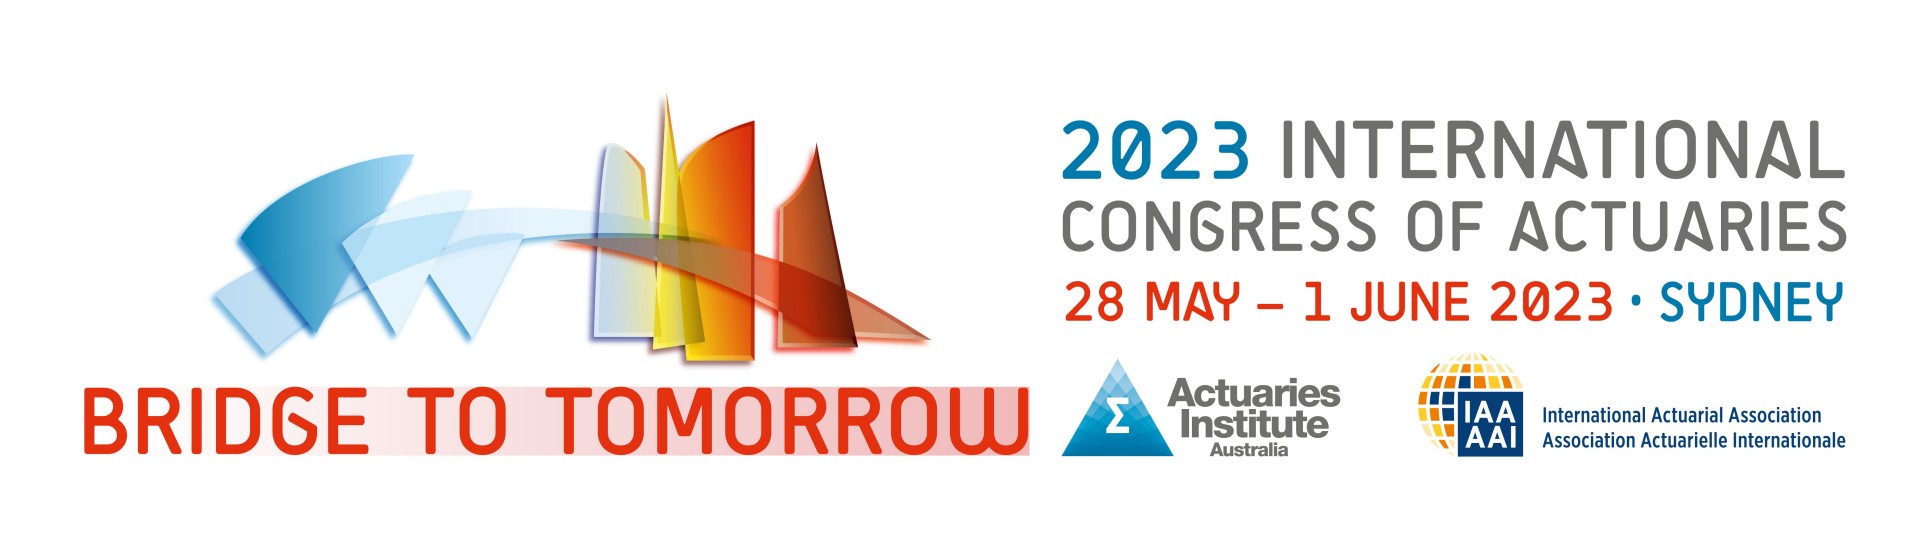 BRIDGE TO TOMORROW
2023 INTERNATIONAL
CONGRESS OF ACTUARIES
28 MAY – 1 JUNE 2023 • SYDNEY
Σ
Actuaries
Institute
Australia
IAA
AAI
International Actuarial Association
Association Actuarielle Internationale